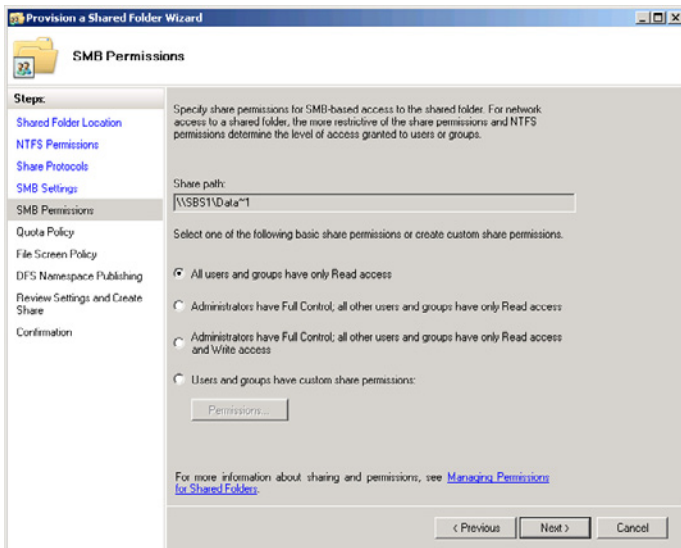 Provision a Shared Folder Wizard
SMB Permissions
Steps:
Shared Folder Location
NTFS Permissions
Share Protocols
SMB Settings
SMB Permissions
Quota Policy
File Screen Policy
DFS Namespace Publishing
Review Settings and Create
Share
Confirmation
Specify share permissions for SMB-based access to the shared folder. For network
access to a shared folder, the more restrictive of the share permissions and NTFS
permissions determine the level of access granted to users or groups.
Share path:
\\SBS1\Data~1
Select one of the following basic share permissions or create custom share permissions.
All users and groups have only Read access
Administrators have Full Control; all other users and groups have only Read access
Administrators have Full Control; all other users and groups have only Read access
and Write access
Users and groups have custom share permissions:
Permissions...
For more information about sharing and permissions, see Managing Permissions
for Shared Folders.
< Previous
Next >
Cancel